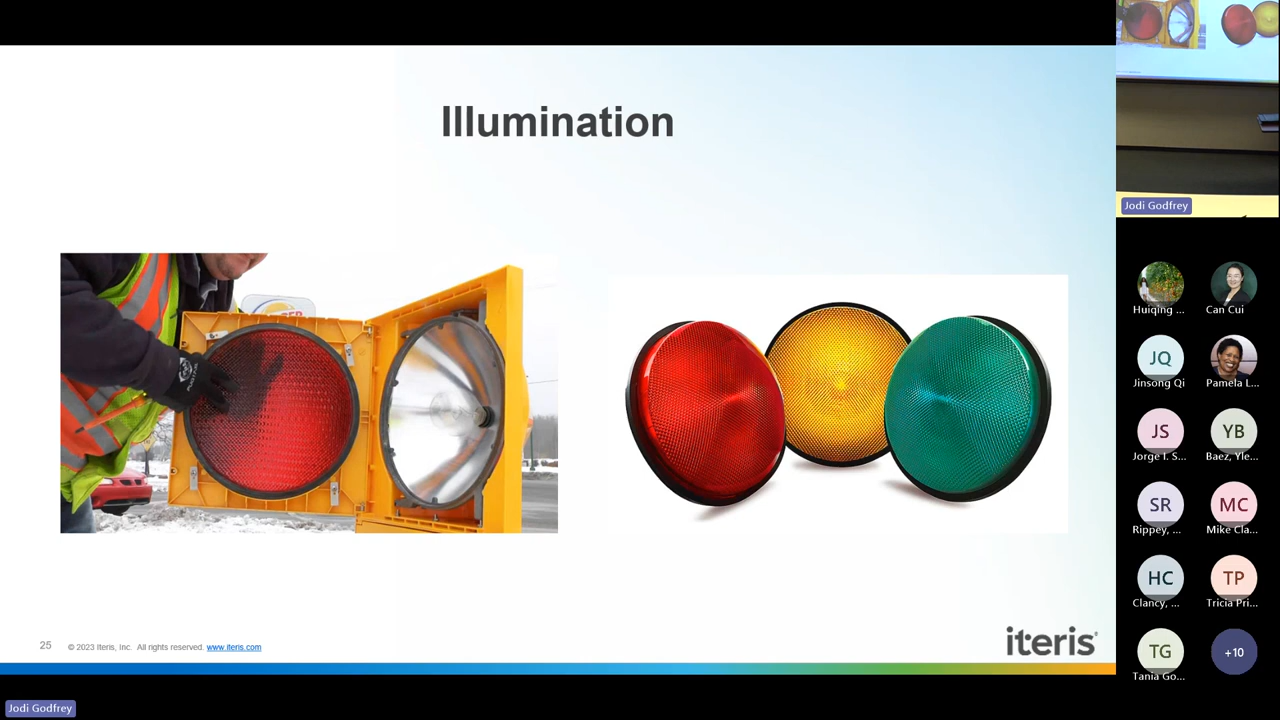 Illumination
25 © 2023 Iteris, Inc. All rights reserved. www.iteris.com
iteris
Jodi Godfrey
Jodi Godfrey
Huiqing ...
Can Cui
JQ
Jinsong Qi
Pamela L...
JS
Jorge I. S...
YB
Baez, Yle...
SR
Rippey, ...
MC
Mike Cla...
HC
Clancy, ...
TP
Tricia Pri...
TG
Tania Go...
+10